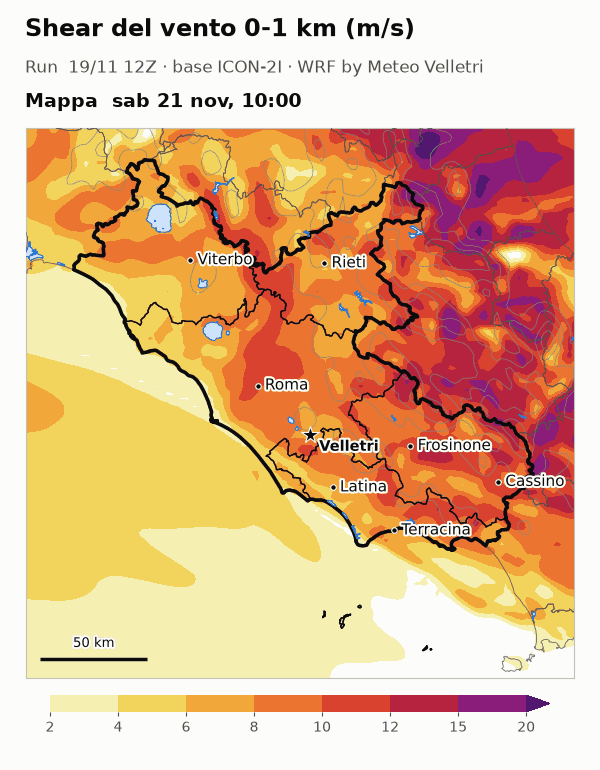 Shear del vento 0-1 km (m/s)
Run 19/11 12Z · base ICON-2I · WRF by Meteo Velletri
Mappa sab 21 nov, 10:00
Viterbo
Rieti
Roma
Velletri
Frosinone
Cassino
Latina
Terracina
50 km
2 4 6 8 10 12 15 20